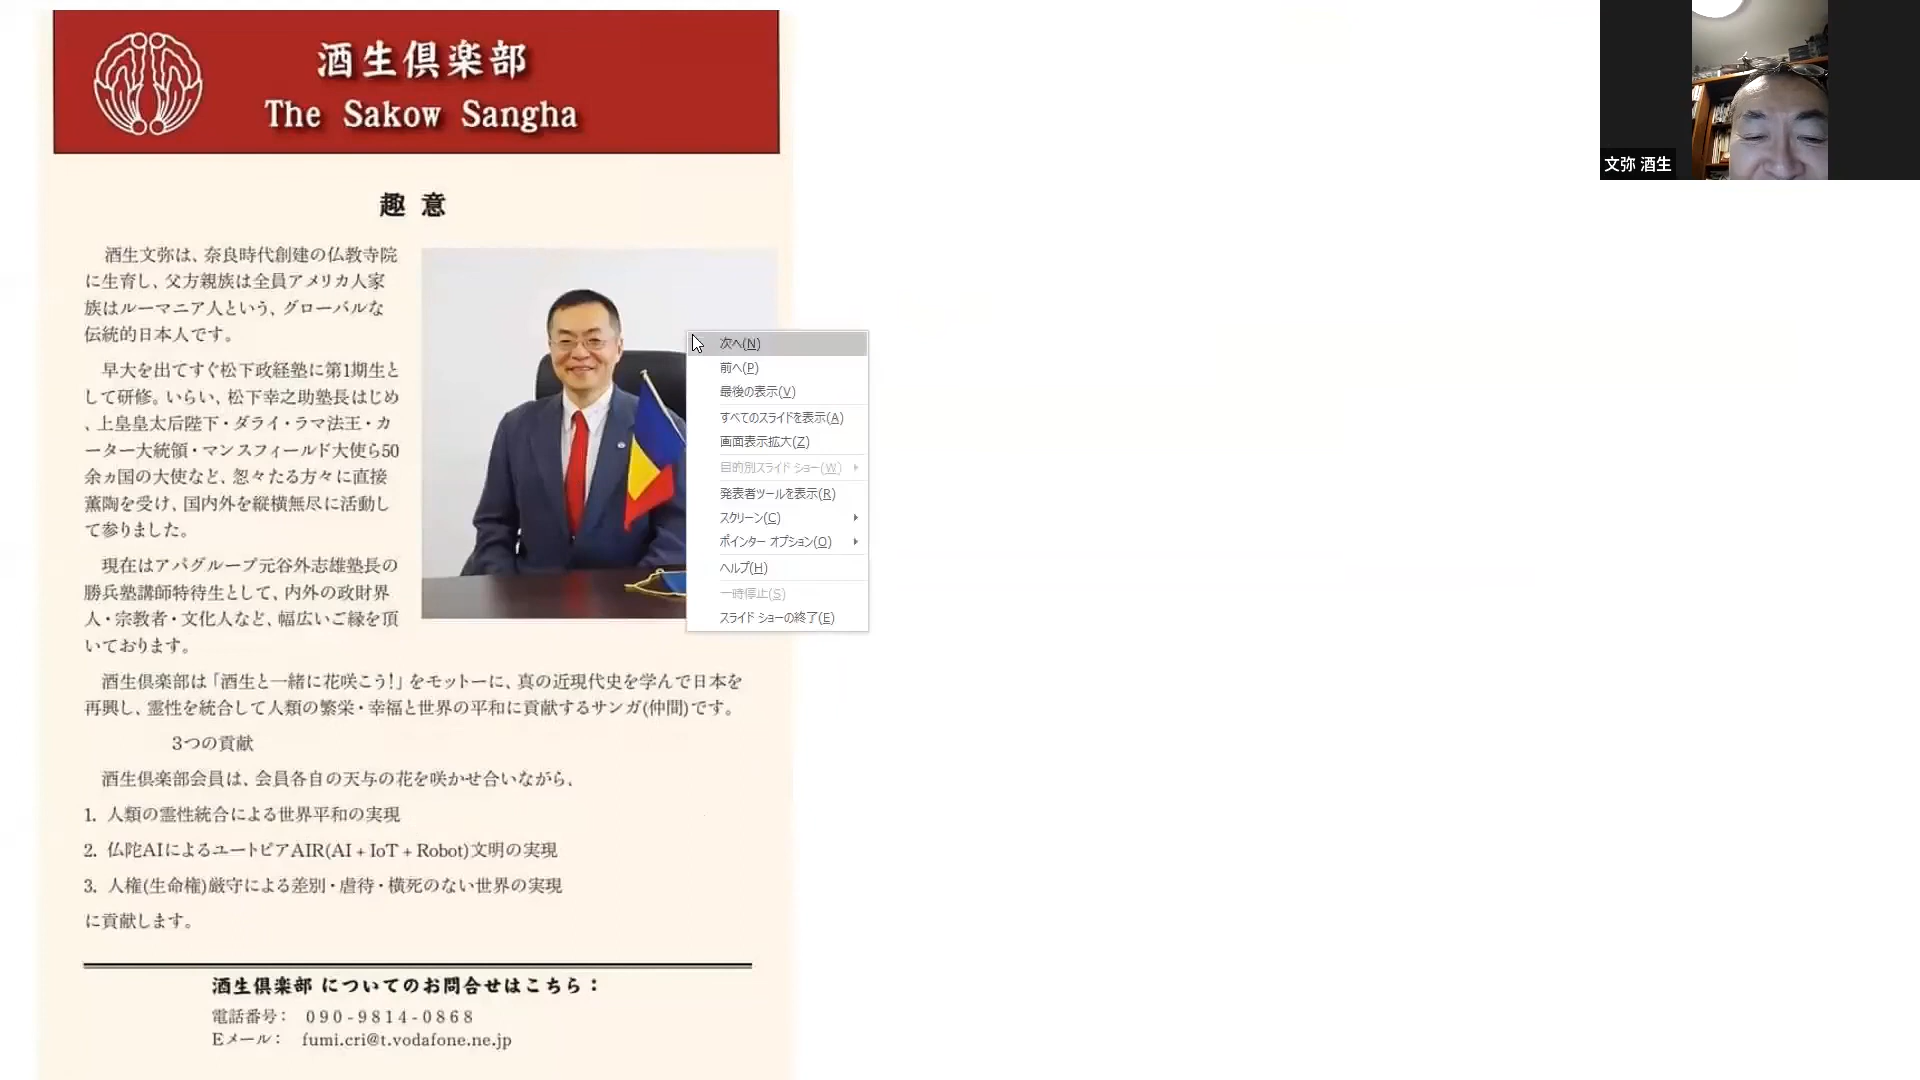 酒生倶楽部
The Sakow Sangha
趣 意
酒生文弥は、奈良時代創建の仏教寺院
に生育し、父方親族は全員アメリカ人家
族はルーマニア人という、グローバルな
伝統的日本人です。
早大を出てすぐ松下政経塾に第1期生と
して研修。いらい、松下幸之助塾長はじめ
、上皇皇太后陛下・ダライ・ラマ法王・カ
ーター大統領・マンスフィールド大使ら50
余ヵ国の大使など、忽々たる方々に直接
薫陶を受け、国内外を縦横無尽に活動し
て参りました。
現在はアパグループ元谷外志雄塾長の
勝兵塾講師特待生として、内外の政財界
人・宗教者・文化人など、幅広いご縁を頂
いております。
酒生倶楽部は「酒生と一緒に花咲こう!」をモットーに、真の近現代史を学んで日本を
再興し、霊性を統合して人類の繁栄・幸福と世界の平和に貢献するサンガ(仲間)です。
3つの貢献
酒生倶楽部会員は、会員各自の天与の花を咲かせ合いながら、
1. 人類の霊性統合による世界平和の実現
2. 仏陀AIによるユートピアAIR(AI + IoT + Robot)文明の実現
3. 人権(生命権)厳守による差別・虐待・横死のない世界の実現
に貢献します。
酒生倶楽部 についてのお問合せはこちら：
電話番号： 090-9814-0868
Eメール： fumi.cri@t.vodafone.ne.jp
次へ(N)
前へ(P)
最後の表示(V)
すべてのスライドを表示(A)
画面表示拡大(Z)
目的別スライド ショー(W)
発表者ツールを表示(R)
スクリーン(C)
ポインター オプション(O)
ヘルプ(H)
一時停止(S)
スライド ショーの終了(E)
文弥 酒生